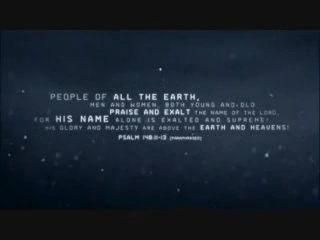 PEOPLE OF ALL THE EARTH,
MEN AND WOMEN, BOTH YOUNG AND OLD,
PRAISE AND EXALT THE NAME OF THE LORD,
FOR HIS NAME ALONE IS EXALTED AND SUPREME!
HIS GLORY AND MAJESTY ARE ABOVE THE EARTH AND HEAVENS!
PSALM 148:11-13 (PARAPHRASED)